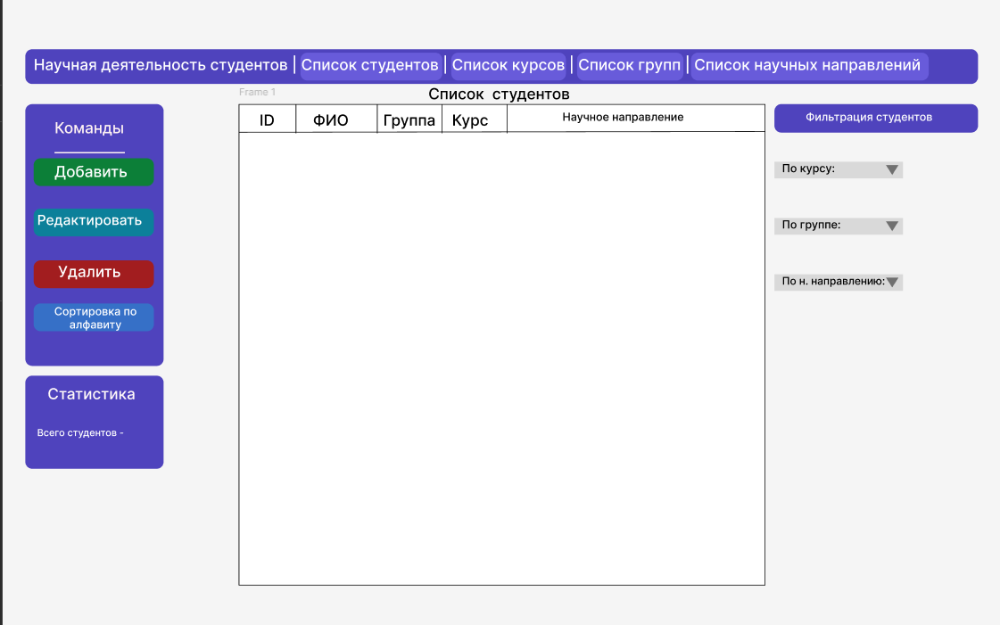 Научная деятельность студентов | Список студентов | Список курсов | Список групп | Список научных направлений
Frame 1
Список студентов
Команды
Добавить
Редактировать
Удалить
Сортировка по
алфавиту
Статистика
Всего студентов -
ID ФИО Группа Курс Научное направление
Фильтрация студентов
По курсу:
По группе:
По н. направлению: